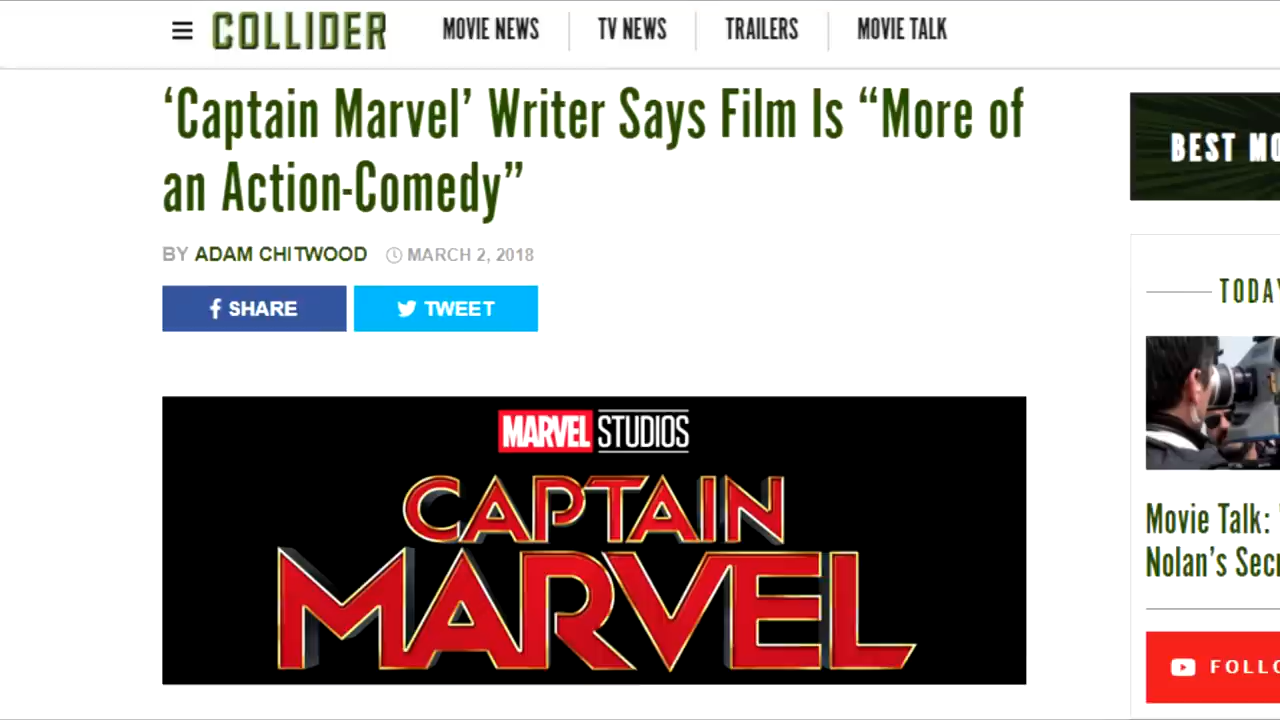 COLLIDER
MOVIE NEWS
TV NEWS
TRAILERS
MOVIE TALK
‘Captain Marvel’ Writer Says Film Is “More of
an Action-Comedy”
BY ADAM CHITWOOD MARCH 2, 2018
SHARE
TWEET
MARVEL STUDIOS
CAPTAIN
MARVEL
BEST
Movie Talk:
Nolan’s